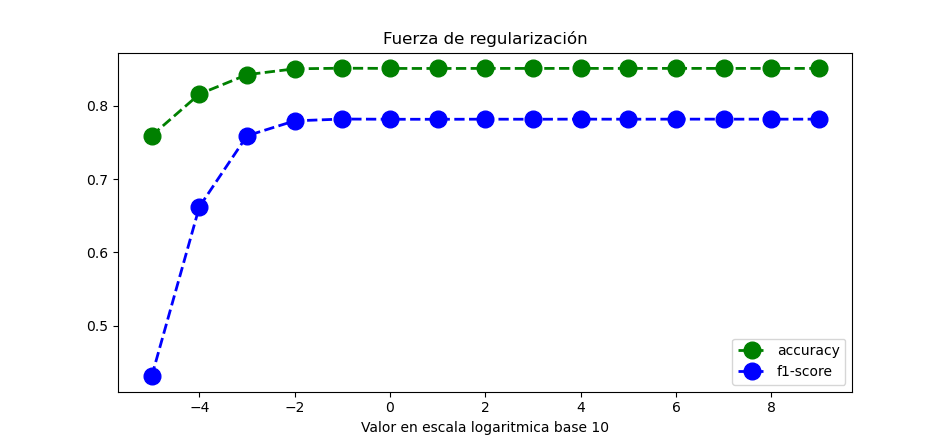 Fuerza de regularización
0.8
0.7
0.6
0.5
accuracy
f1-score
−4 −2 0 2 4 6 8
Valor en escala logaritmica base 10